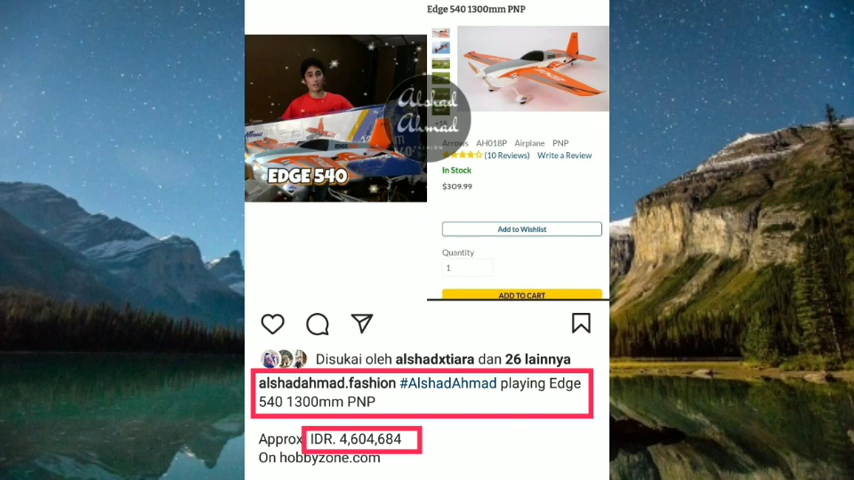 Edge 540 1300mm PNP
Alshad
Ahmad
FASHION
EDGE
EDGE 540
Arrows AH018P Airplane PNP
(10 Reviews) Write a Review
In Stock
$309.99
Add to Wishlist
Quantity
1
ADD TO CART
Disukai oleh alshadxtiara dan 26 lainnya
alshadahmad.fashion #AlshadAhmad playing Edge
540 1300mm PNP
Approx IDR. 4,604,684
On hobbyzone.com